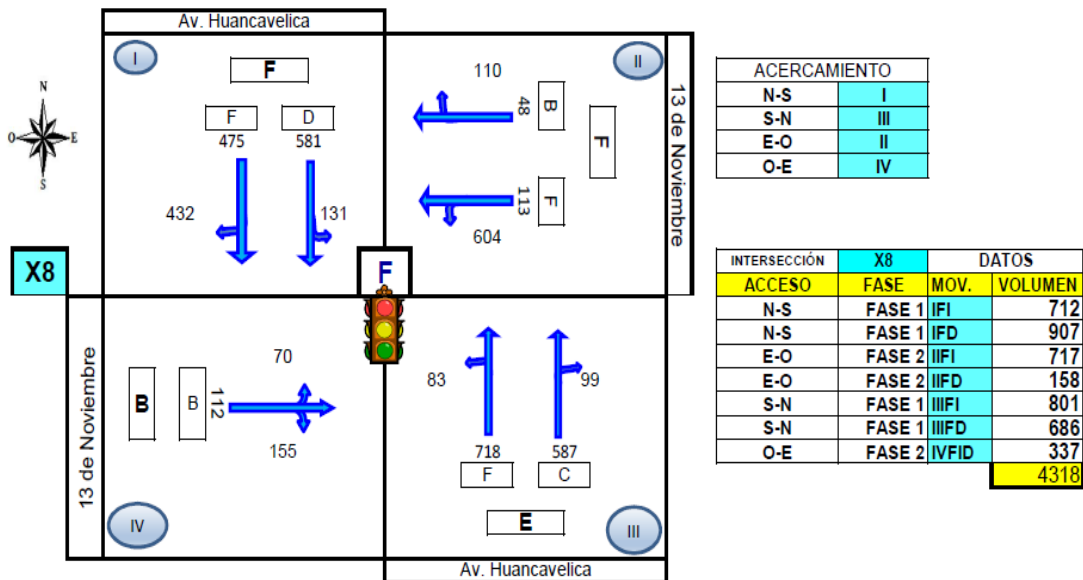 Av. Huancavelica
I
F
F
D
475
581
432
131
110
48
B
F
113
F
604
II
13 de Noviembre
N
O
E
S
X8
F
13 de Noviembre
70
B
B
112
155
IV
83
99
718
587
F
C
E
III
Av. Huancavelica
ACERCAMIENTO
N-S I
S-N III
E-O II
O-E IV
INTERSECCIÓN X8 DATOS
ACCESO FASE MOV. VOLUMEN
N-S FASE 1 IFI 712
N-S FASE 1 IFD 907
E-O FASE 2 IIFI 717
E-O FASE 2 IIFD 158
S-N FASE 1 IIIFI 801
S-N FASE 1 IIIFD 686
O-E FASE 2 IVFID 337
4318